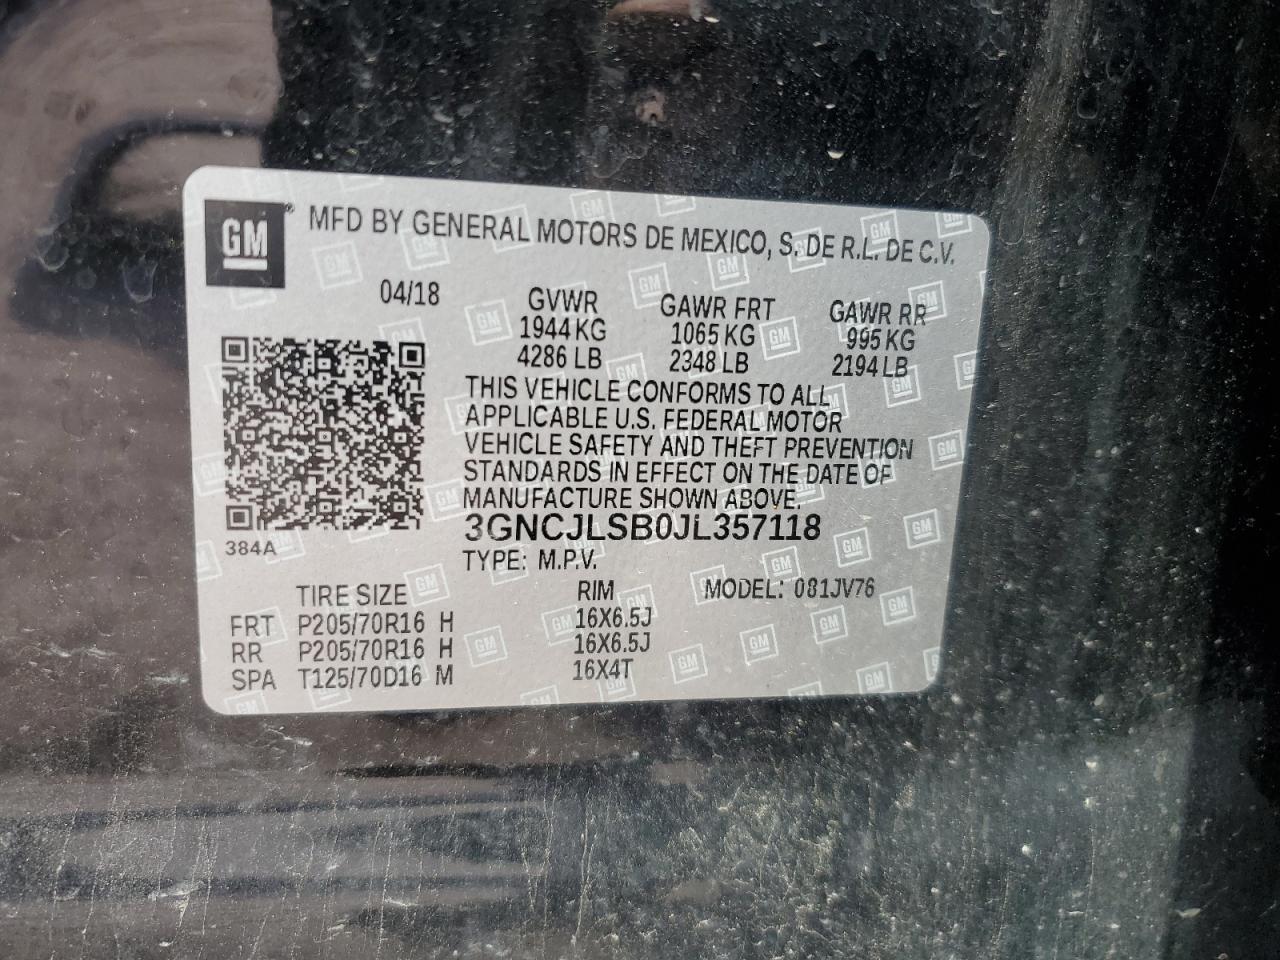 GM ® MFD BY GENERAL MOTORS DE MEXICO, S. DE R.L. DE C.V.
04/18 GVWR GAWR FRT GAWR RR
1944 KG 1065 KG 995 KG
4286 LB 2348 LB 2194 LB
THIS VEHICLE CONFORMS TO ALL
APPLICABLE U.S. FEDERAL MOTOR
VEHICLE SAFETY AND THEFT PREVENTION
STANDARDS IN EFFECT ON THE DATE OF
MANUFACTURE SHOWN ABOVE.
3GNCJLSB0JL357118
384A
TYPE: M.P.V.
TIRE SIZE RIM MODEL: 081JV76
FRT P205/70R16 H 16X6.5J
RR P205/70R16 H 16X6.5J
SPA T125/70D16 M 16X4T